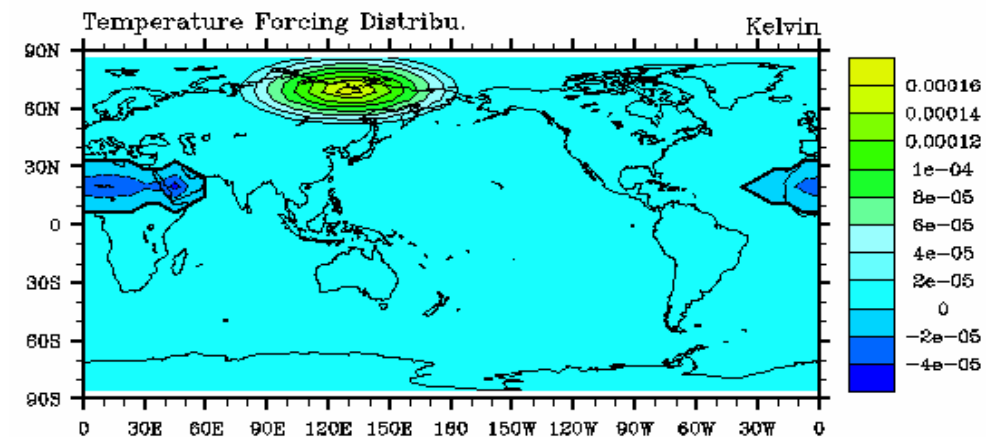 Temperature Forcing Distribu.
Kelvin
90N
60N
30N
0
30S
60S
90S
0 30E 60E 90E 120E 150E 180 150W 120W 90W 60W 30W 0
0.00016
0.00014
0.00012
1e-04
8e-05
6e-05
4e-05
2e-05
0
-2e-05
-4e-05